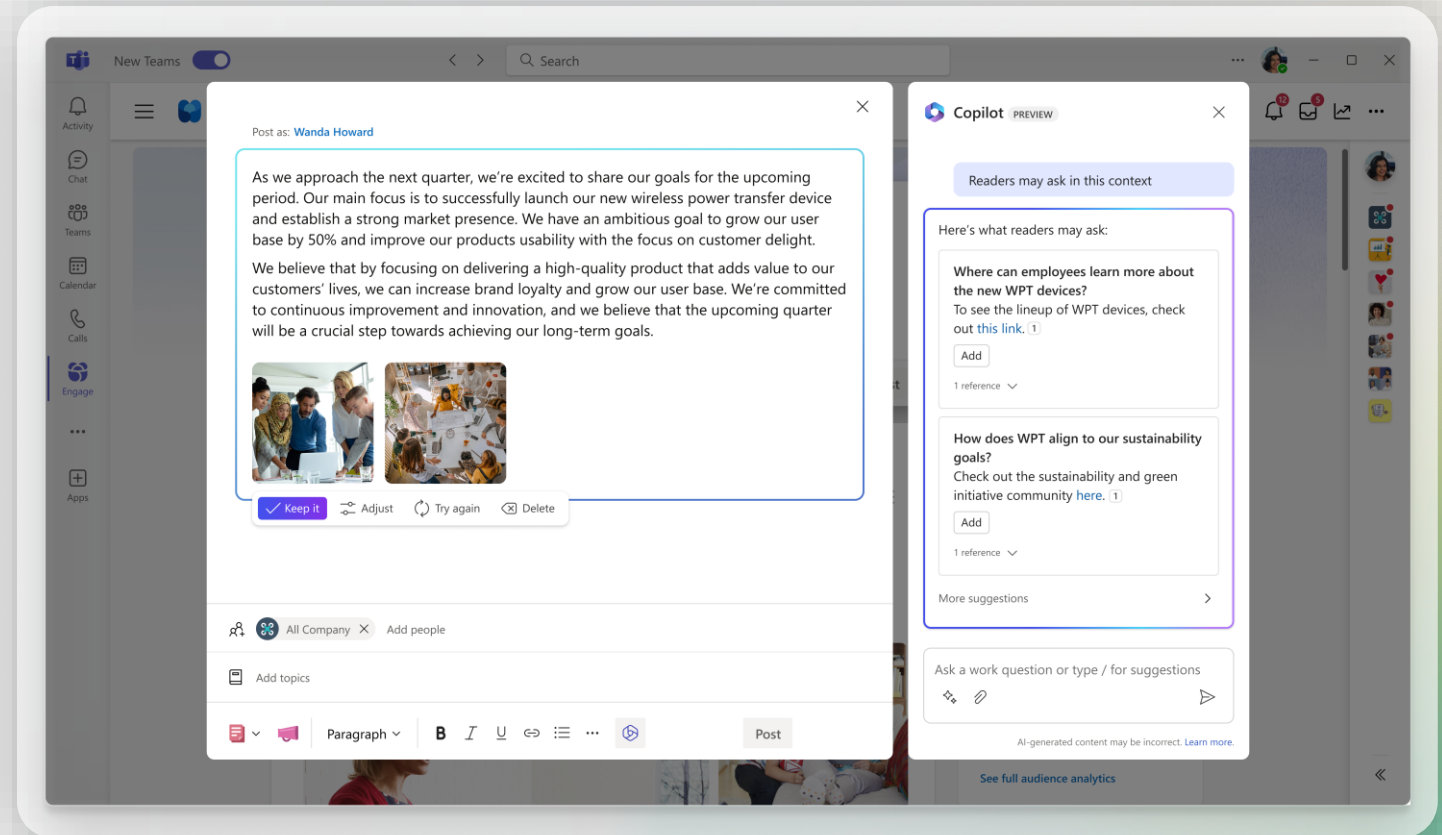 New Teams
Search
Activity
Chat
Teams
Calendar
Calls
Engage
Apps
12
5
Post as: Wanda Howard
As we approach the next quarter, we're excited to share our goals for the upcoming
period. Our main focus is to successfully launch our new wireless power transfer device
and establish a strong market presence. We have an ambitious goal to grow our user
base by 50% and improve our products usability with the focus on customer delight.
We believe that by focusing on delivering a high-quality product that adds value to our
customers' lives, we can increase brand loyalty and grow our user base. We're committed
to continuous improvement and innovation, and we believe that the upcoming quarter
will be a crucial step towards achieving our long-term goals.
Keep it
Adjust
Try again
Delete
All Company
Add people
Add topics
Paragraph
B I U
Post
Copilot PREVIEW
Readers may ask in this context
Here's what readers may ask:
Where can employees learn more about
the new WPT devices?
To see the lineup of WPT devices, check
out this link. 1
Add
1 reference
How does WPT align to our sustainability
goals?
Check out the sustainability and green
initiative community here. 1
Add
1 reference
More suggestions
Ask a work question or type / for suggestions
AI-generated content may be incorrect. Learn more.
See full audience analytics